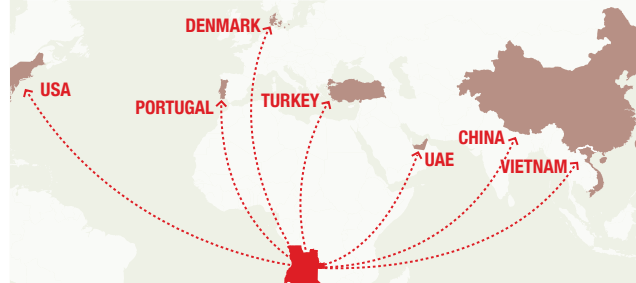 DENMARK
USA
PORTUGAL
TURKEY
CHINA
UAE
VIETNAM